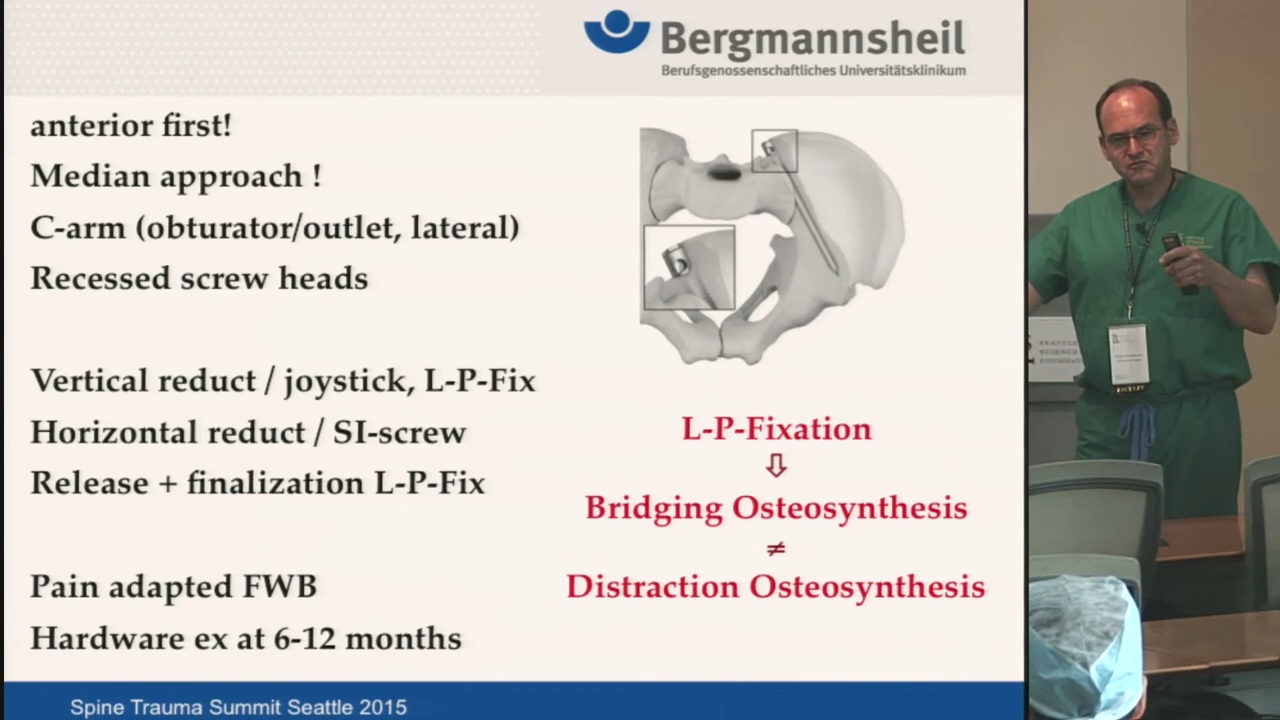 Bergmannsheil
Berufsgenossenschaftliches Universitätsklinikum
anterior first!
Median approach !
C-arm (obturator/outlet, lateral)
Recessed screw heads
Vertical reduct / joystick, L-P-Fix
Horizontal reduct / SI-screw
Release + finalization L-P-Fix
Pain adapted FWB
Hardware ex at 6-12 months
L-P-Fixation
⇩
Bridging Osteosynthesis
≠
Distraction Osteosynthesis
Spine Trauma Summit Seattle 2015
SEATTLE
SCIENCE